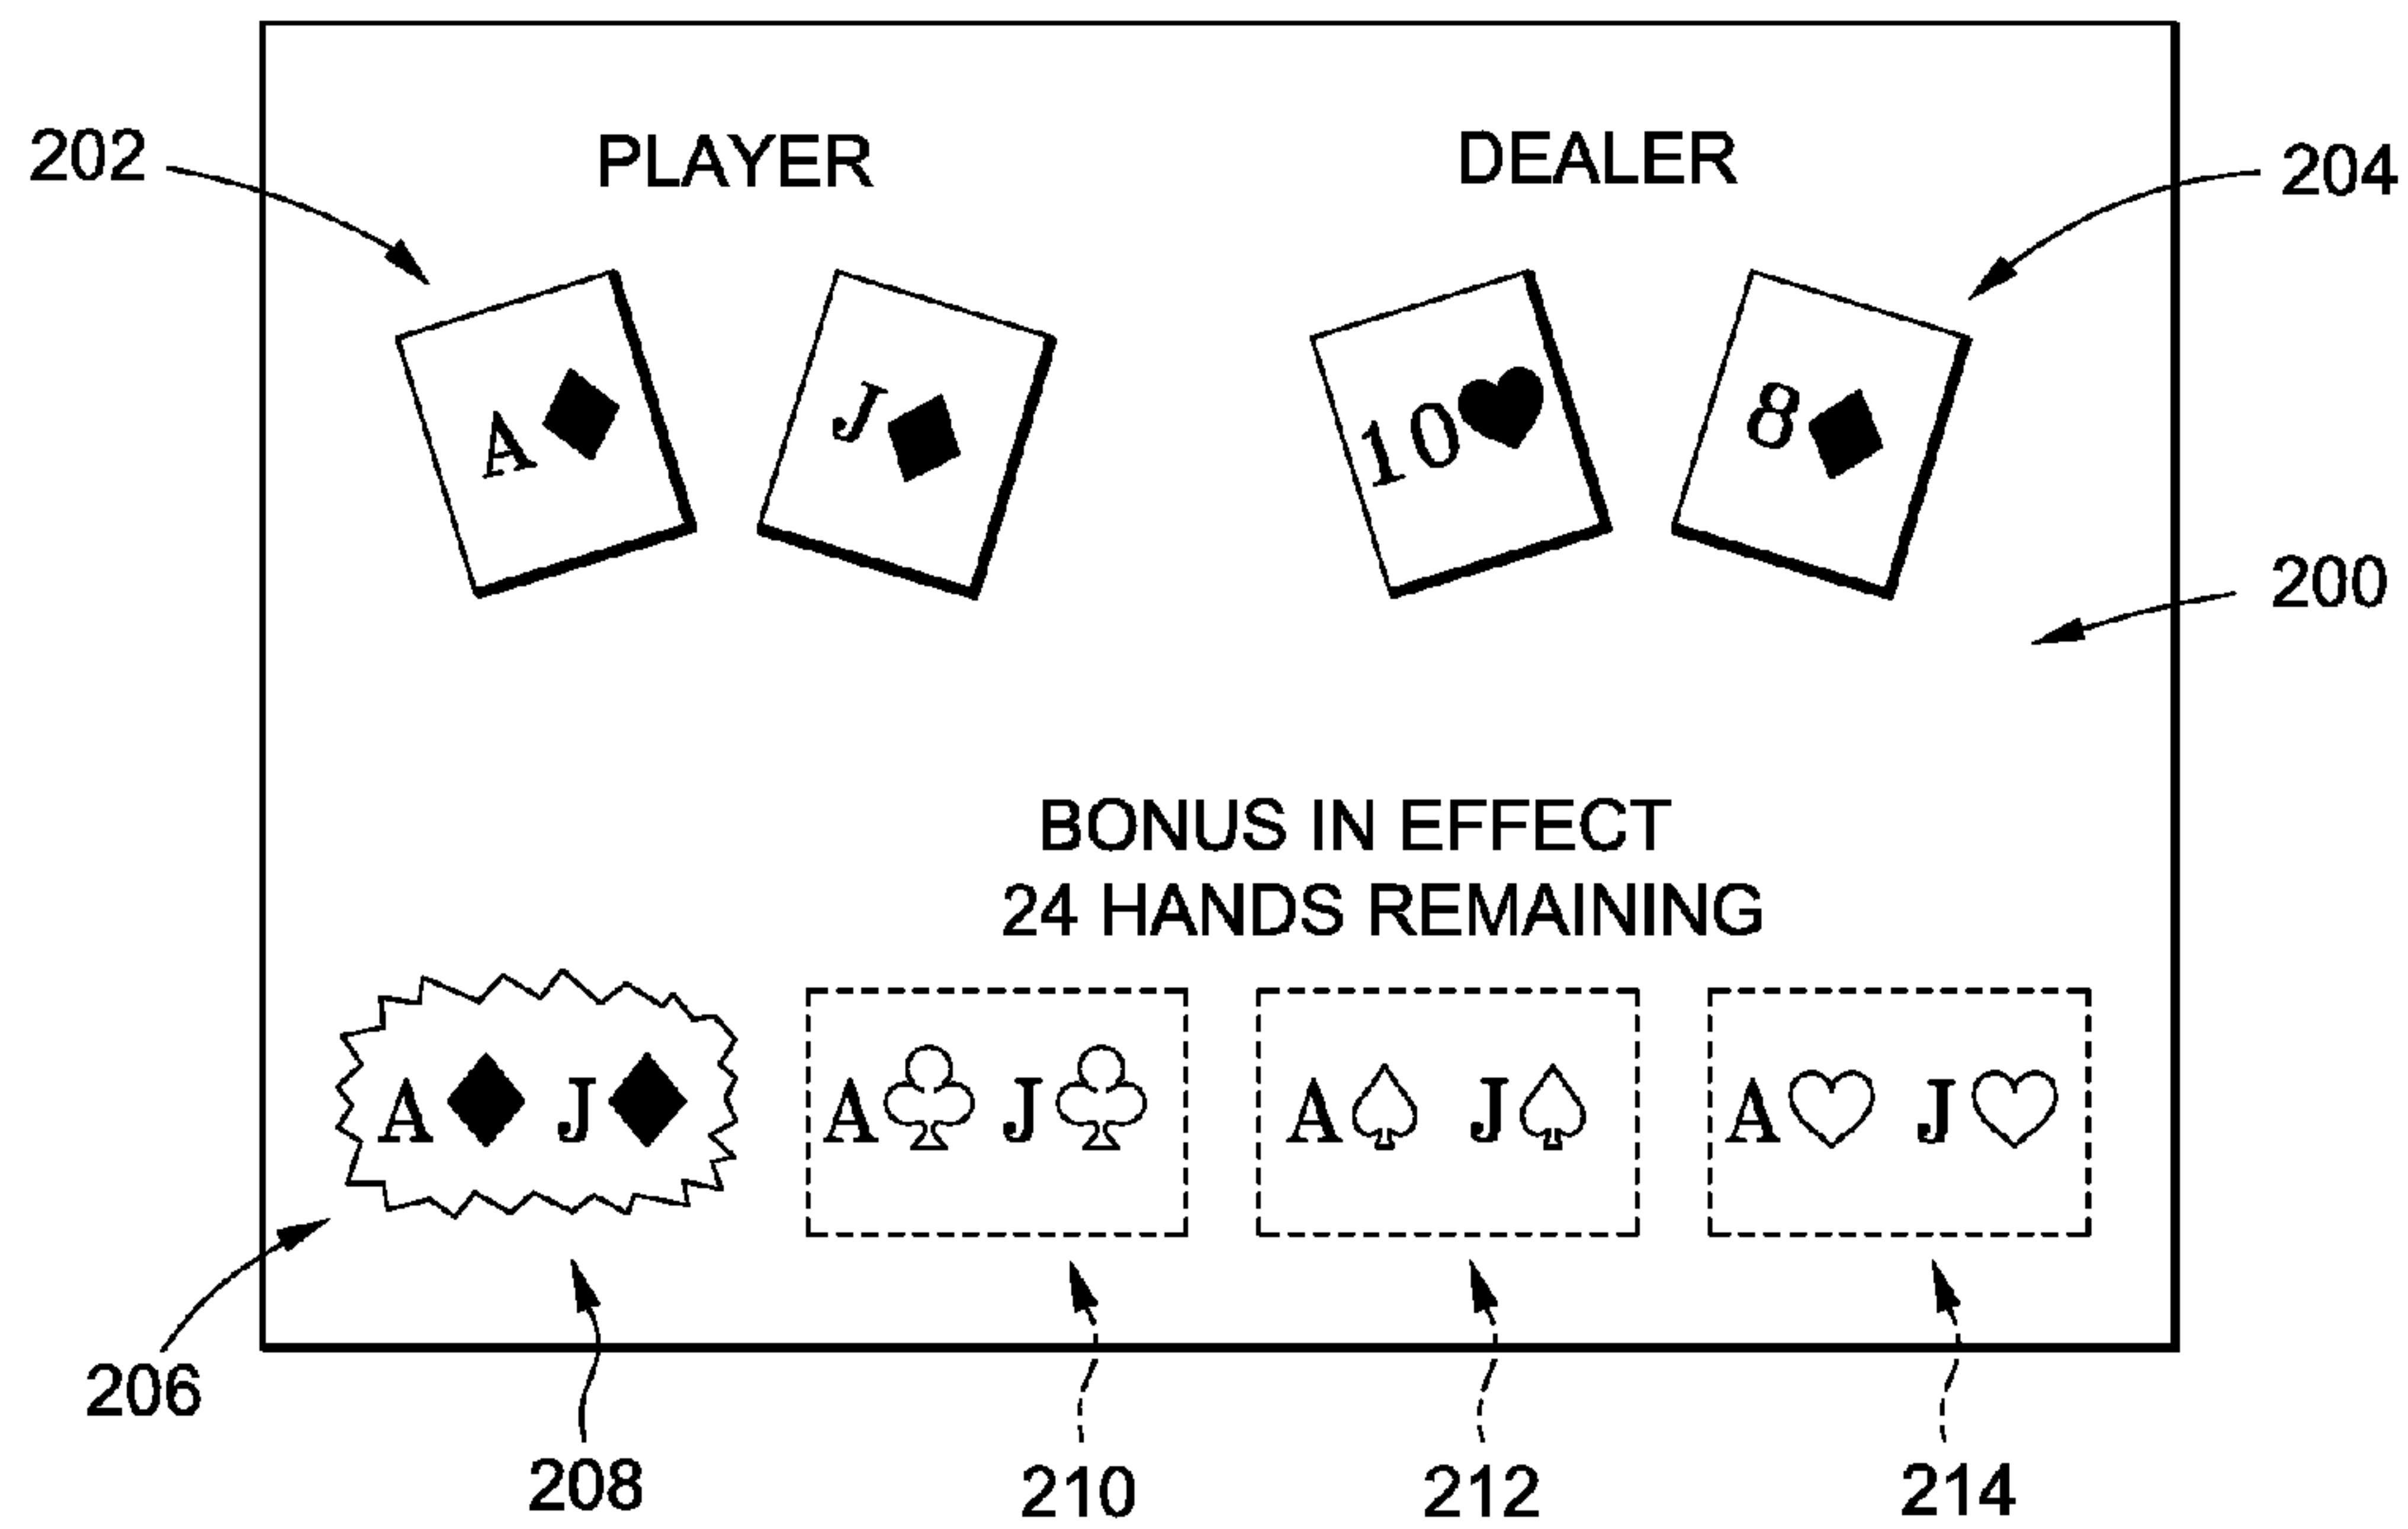 PLAYER DEALER
202 204
A♦ J♦ 10♥ 8♦
200
BONUS IN EFFECT
24 HANDS REMAINING
A♦ J♦ A♧ J♧ A♤ J♤ A♡ J♡
206
208 210 212 214